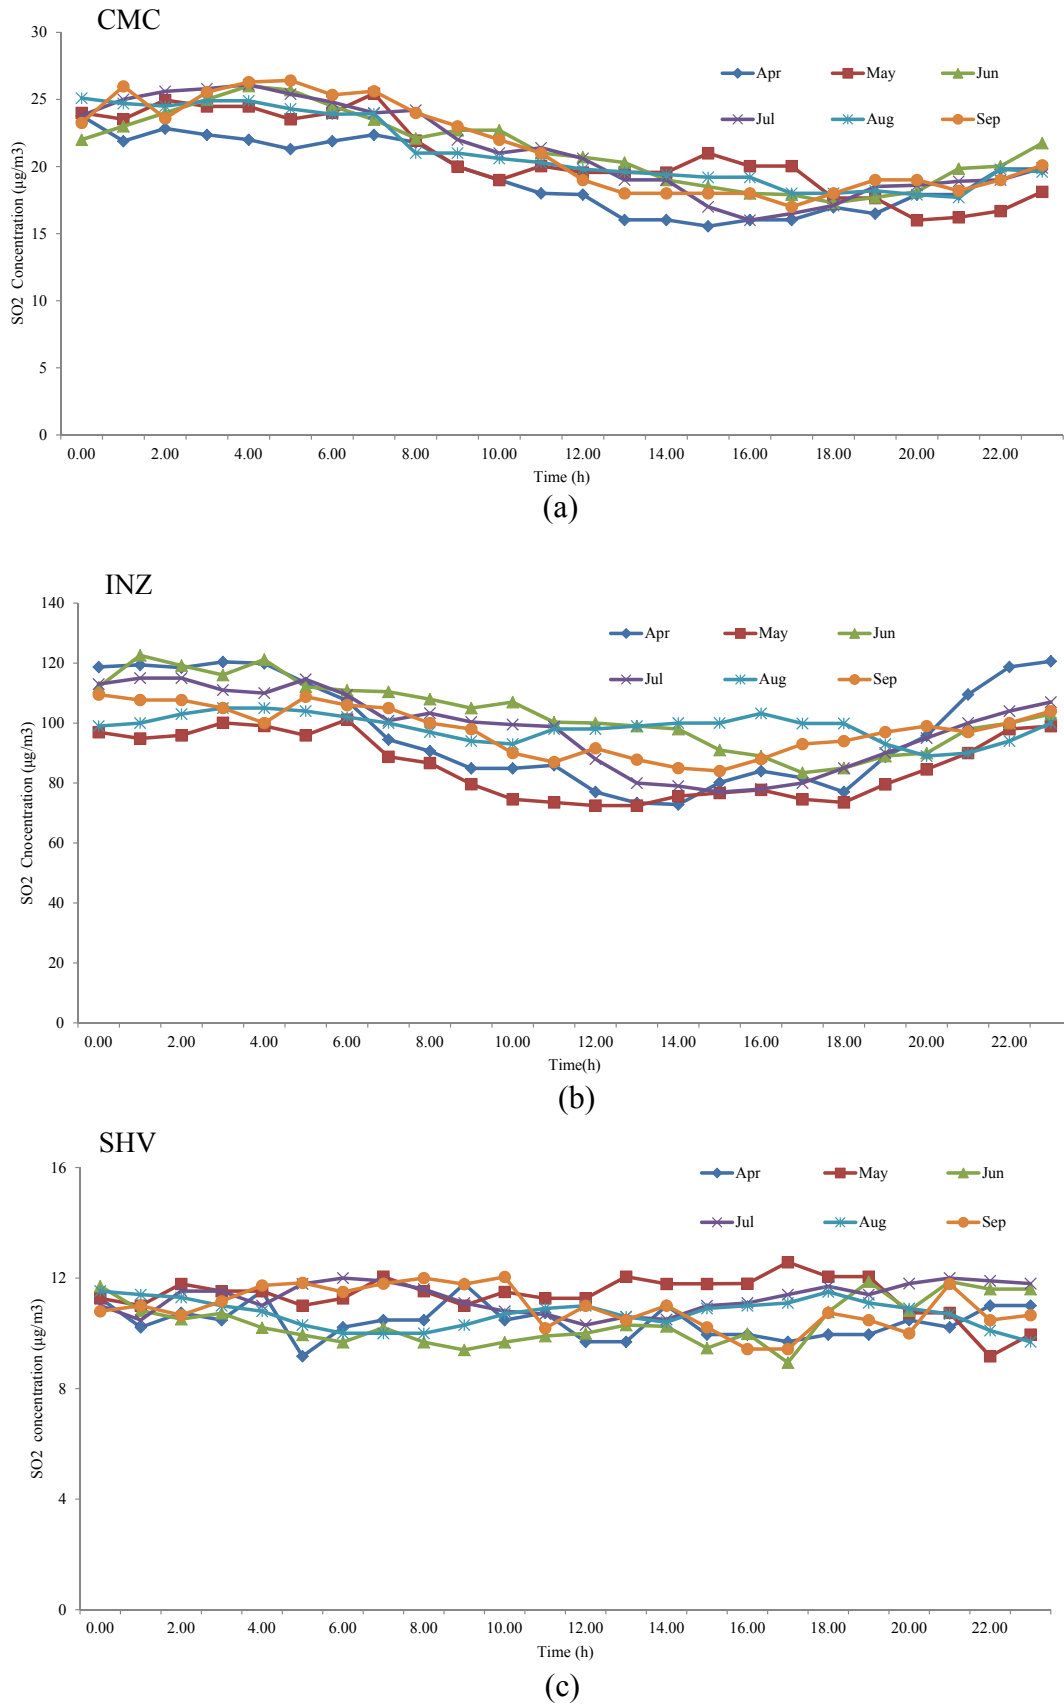 CMC
30
25
20
15
10
5
0
SO2 Concentration (µg/m3)
Apr May Jun
Jul Aug Sep
0.00 2.00 4.00 6.00 8.00 10.00 12.00 14.00 16.00 18.00 20.00 22.00
Time (h)
(a)
INZ
140
120
100
80
60
40
20
0
SO2 Cnocentration (µg/m3)
Apr May Jun
Jul Aug Sep
0.00 2.00 4.00 6.00 8.00 10.00 12.00 14.00 16.00 18.00 20.00 22.00
Time(h)
(b)
SHV
16
12
8
4
0
SO2 concentration (µg/m3)
Apr May Jun
Jul Aug Sep
0.00 2.00 4.00 6.00 8.00 10.00 12.00 14.00 16.00 18.00 20.00 22.00
Time (h)
(c)